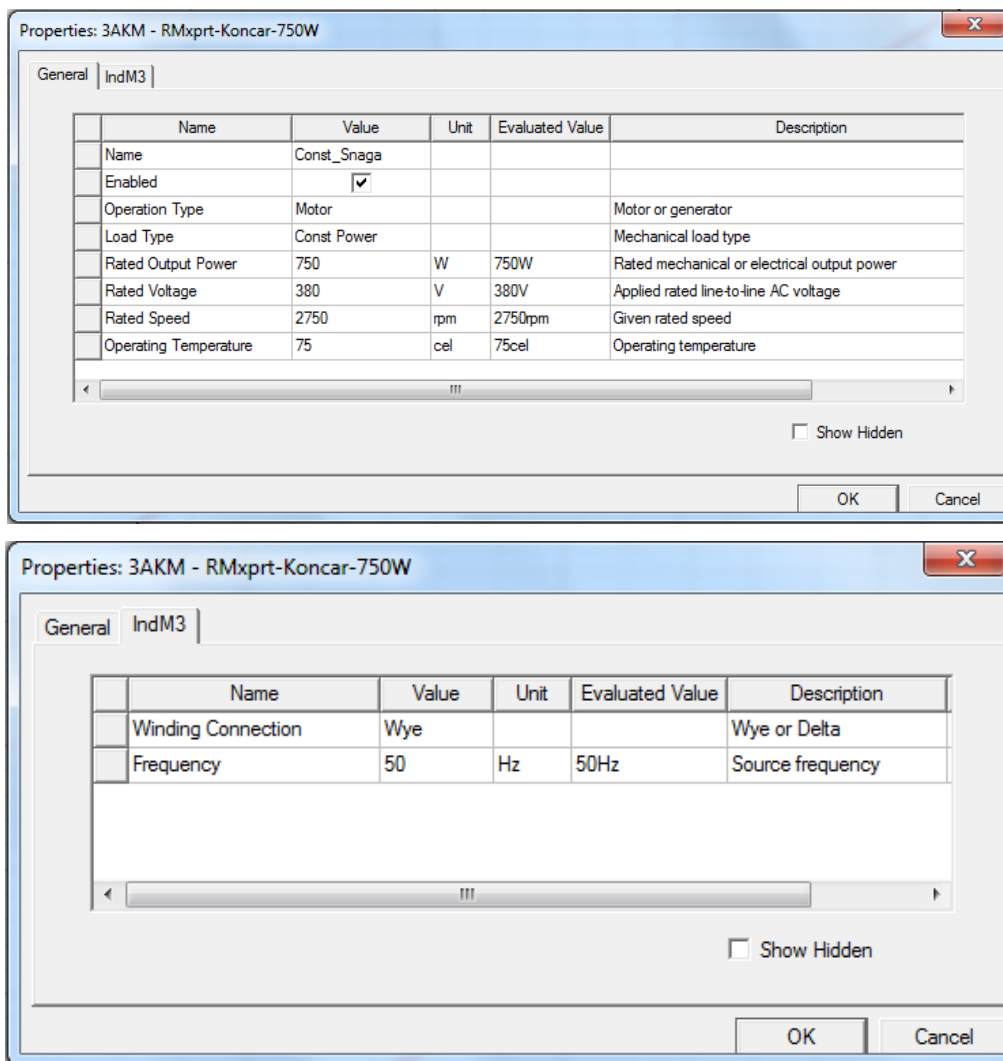 Properties: 3AKM - RMxprt-Koncar-750W
General IndM3
Name Value Unit Evaluated Value Description
Name Const_Snaga
Enabled
Operation Type Motor Motor or generator
Load Type Const Power Mechanical load type
Rated Output Power 750 W 750W Rated mechanical or electrical output power
Rated Voltage 380 V 380V Applied rated line-to-line AC voltage
Rated Speed 2750 rpm 2750rpm Given rated speed
Operating Temperature 75 cel 75cel Operating temperature
Show Hidden
OK Cancel
Properties: 3AKM - RMxprt-Koncar-750W
General IndM3
Name Value Unit Evaluated Value Description
Winding Connection Wye Wye or Delta
Frequency 50 Hz 50Hz Source frequency
Show Hidden
OK Cancel